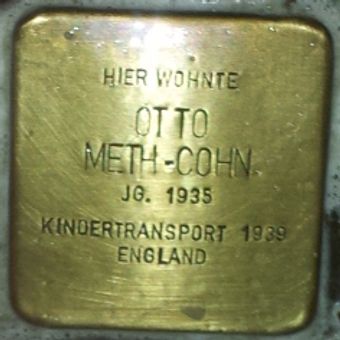 HIER WOHNTE
OTTO
METH-COHN
JG. 1935
KINDERTRANSPORT 1939
ENGLAND